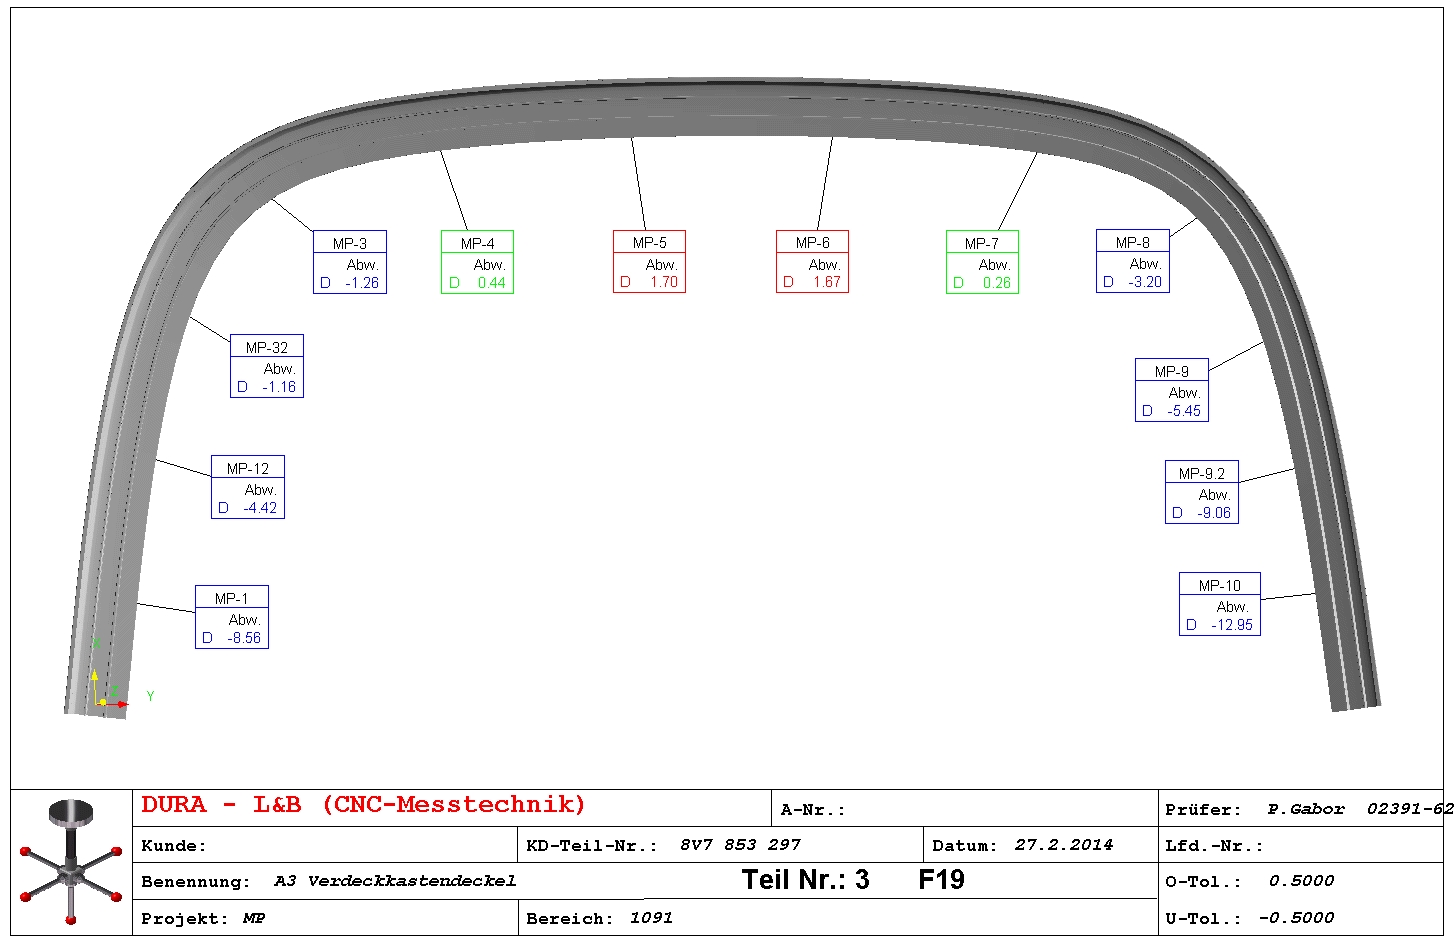 MP-3
Abw.
D -1.26
MP-4
Abw.
D 0.44
MP-5
Abw.
D 1.70
MP-6
Abw.
D 1.67
MP-7
Abw.
D 0.26
MP-8
Abw.
D -3.20
MP-32
Abw.
D -1.16
MP-9
Abw.
D -5.45
MP-12
Abw.
D -4.42
MP-9.2
Abw.
D -9.06
MP-1
Abw.
D -8.56
MP-10
Abw.
D -12.95
Z
Y
DURA - L&B (CNC-Messtechnik)
A-Nr.:
Prüfer: P.Gabor 02391-62
Kunde:
KD-Teil-Nr.: 8V7 853 297
Datum: 27.2.2014
Lfd.-Nr.:
Benennung: A3 Verdeckkastendeckel
Teil Nr.: 3 F19
O-Tol.: 0.5000
Projekt: MP
Bereich: 1091
U-Tol.: -0.5000